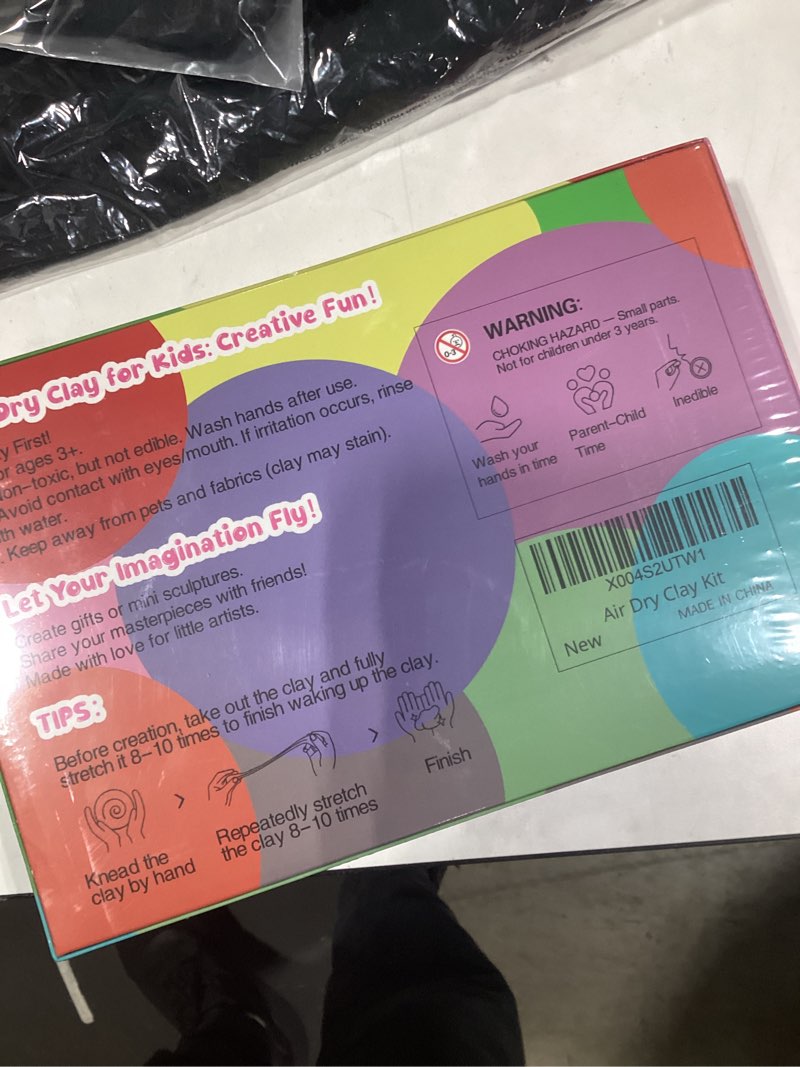 Dry Clay for Kids: Creative Fun!
y First!
or ages 3+.
on-toxic, but not edible. Wash hands after use.
Avoid contact with eyes/mouth. If irritation occurs, rinse
th water.
. Keep away from pets and fabrics (clay may stain).
Let Your Imagination Fly!
Create gifts or mini sculptures.
Share your masterpieces with friends!
Made with love for little artists.
TIPS:
Before creation, take out the clay and fully
stretch it 8-10 times to finish waking up the clay.
Knead the
clay by hand
>
Repeatedly stretch
the clay 8-10 times
>
Finish
0-3
WARNING:
CHOKING HAZARD — Small parts.
Not for children under 3 years.
Wash your
hands in time
Parent-Child
Time
Inedible
X004S2UTW1
Air Dry Clay Kit
MADE IN CHINA
New